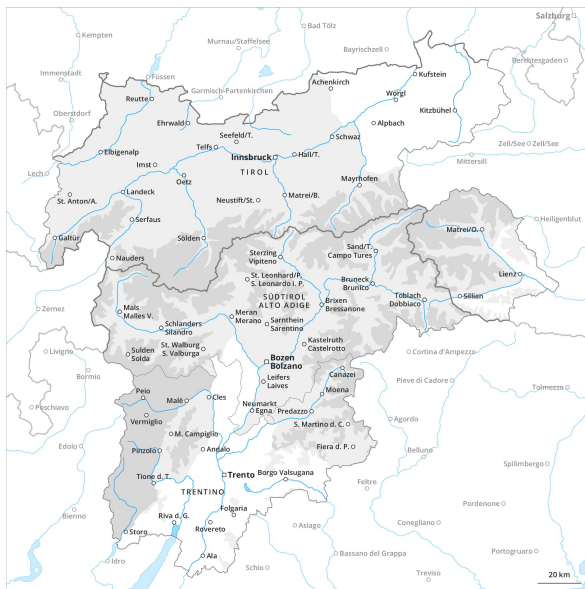 Salzburg
Bad Tölz
Kempten
Murnau/Staffelsee
Bayrischzell
Berchtesgaden
Immenstadt
Füssen
Kufstein
Achenkirch
Garmisch-Partenkirchen
Reutte
Wörgl
Oberstdorf
Kitzbühel
Ehrwald
Alpbach
Seefeld/T.
Schwaz
Telfs
Zell/See
Zell/See
Elbigenalp
Innsbruck
Hall/T.
Mittersill
Imst
TIROL
Lech
Oetz
Mayrhofen
Landeck
St. Anton/A.
Neustift/St.
Matrei/B.
Serfaus
Heiligenblut
Galtür
Sölden
Matrei/O.
Sand/T.
Campo Tures
Sterzing
Vipiteno
Nauders
Lienz
St. Leonhard/P.
S. Leonardo i. P.
Bruneck
Brunico
Toblach
Dobbiaco
Sillian
SÜDTIROL
ALTO ADIGE
Brixen
Bressanone
Zernez
Mals
Malles V.
Meran
Merano
Sarnthein
Sarentino
Schlanders
Silandro
Kastelruth
Castelrotto
St. Walburg
S. Valburga
Livigno
Sulden
Solda
Cortina d'Ampezzo
Bozen
Bolzano
Bormio
Canazei
Leifers
Laives
Pieve di Cadore
Tolmezzo
Peio
Moena
Malè
Cles
Poschiavo
Neumarkt
Egna
Predazzo
Vermiglio
Agordo
S. Martino d. C.
M. Campiglio
Edolo
Pinzolo
Andalo
Fiera d. P.
Belluno
Spilimbergo
Tione d. T.
Trento
Borgo Valsugana
Feltre
TRENTINO
Pordenone
Bienno
Folgaria
Riva d. G.
Conegliano
Storo
Rovereto
Asiago
Portogruaro
Ala
Bassano del Grappa
Idro
Schio
Treviso
20 km